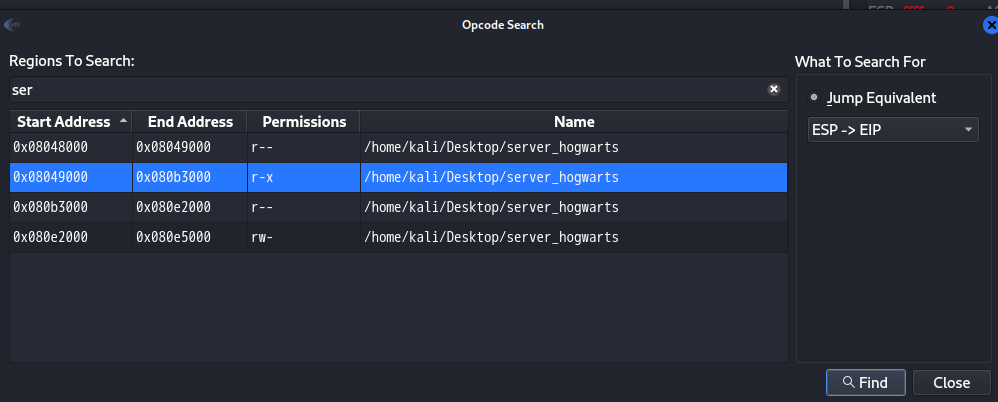 Opcode Search
Regions To Search:
What To Search For
ser
Jump Equivalent
ESP -> EIP
Start Address End Address Permissions Name
0x08048000 0x08049000 r-- /home/kali/Desktop/server_hogwarts
0x08049000 0x080b3000 r-x /home/kali/Desktop/server_hogwarts
0x080b3000 0x080e2000 r-- /home/kali/Desktop/server_hogwarts
0x080e2000 0x080e5000 rw- /home/kali/Desktop/server_hogwarts
Find Close